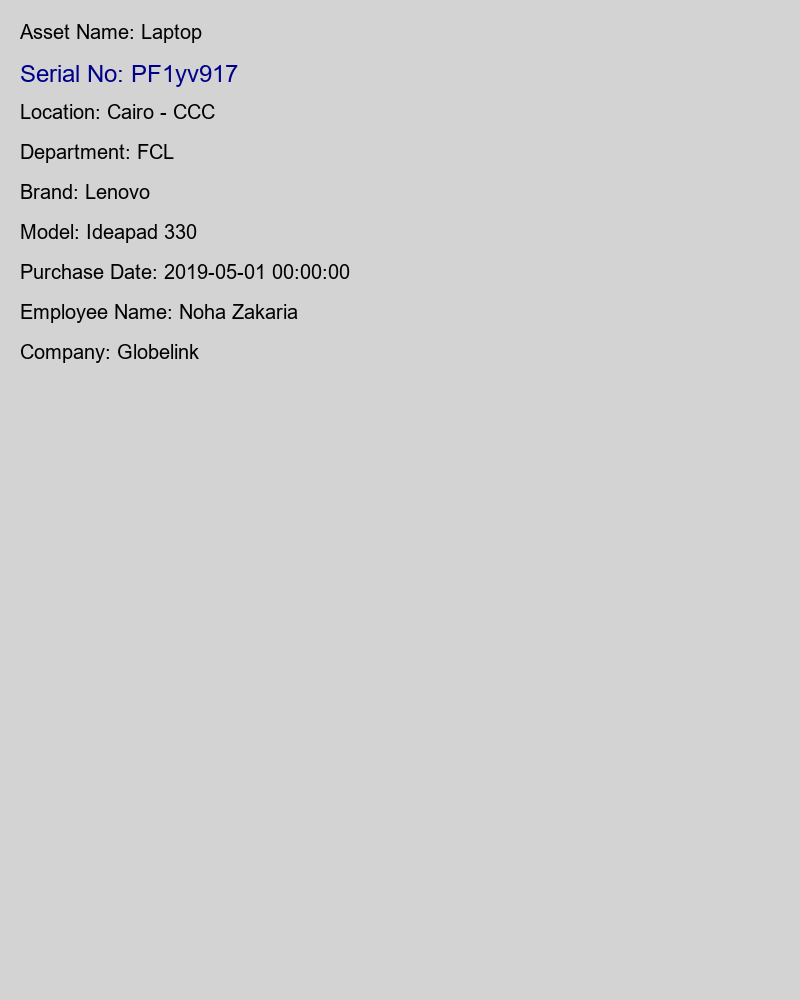 Asset Name: Laptop
Serial No: PF1yv917
Location: Cairo - CCC
Department: FCL
Brand: Lenovo
Model: Ideapad 330
Purchase Date: 2019-05-01 00:00:00
Employee Name: Noha Zakaria
Company: Globelink